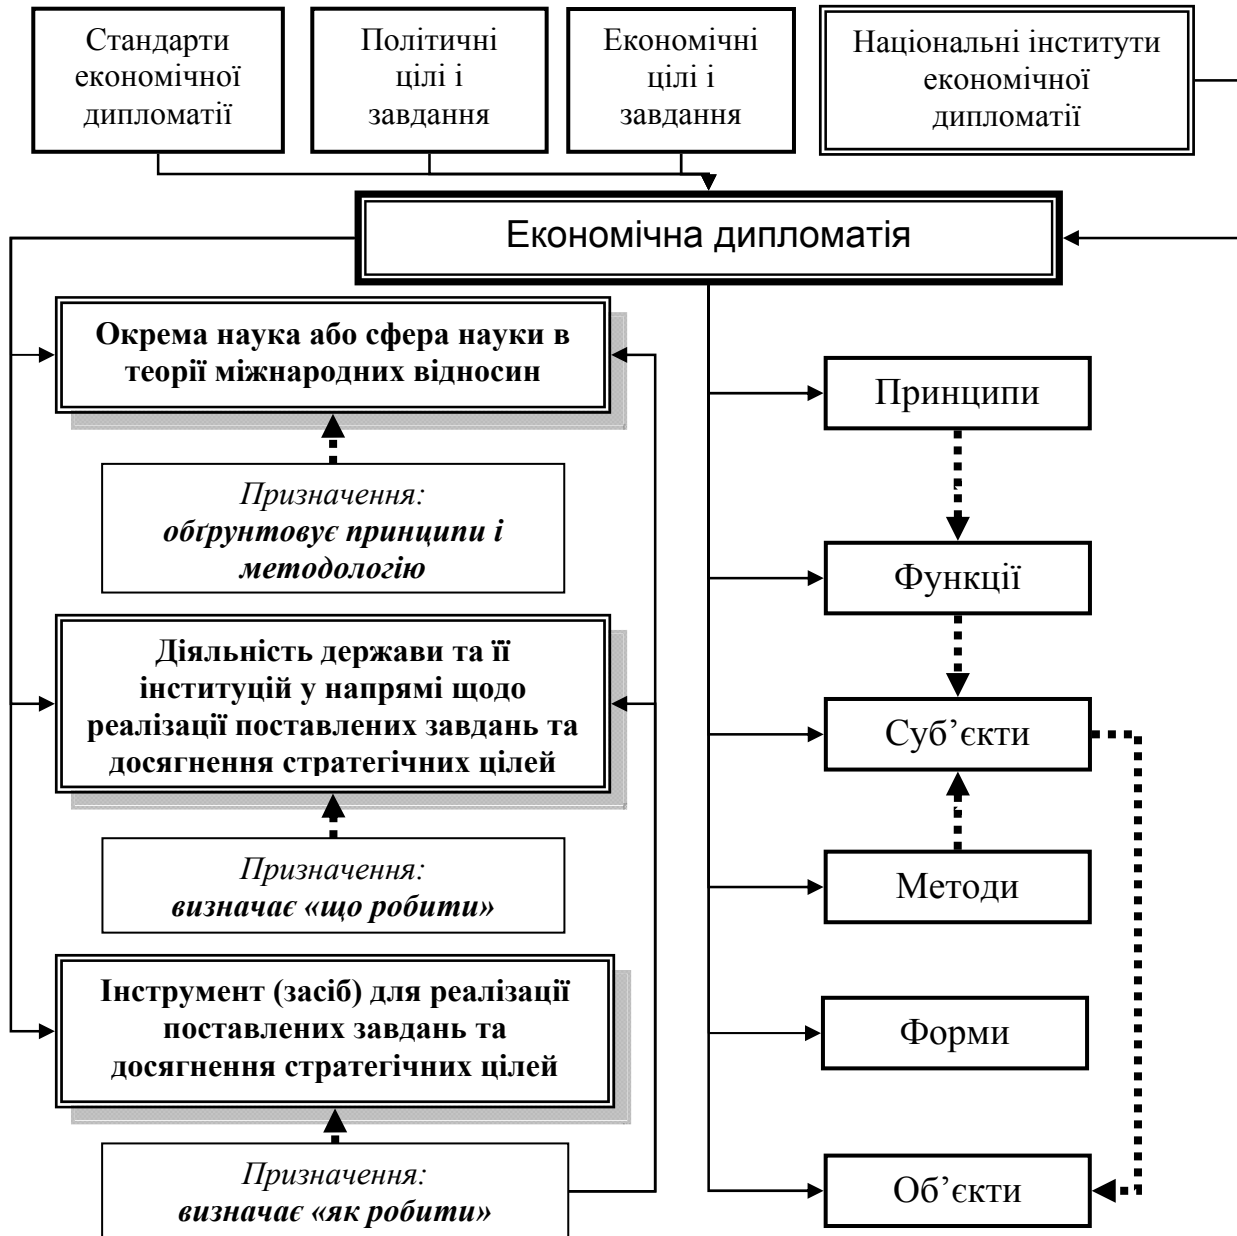 Стандарти
економічної
дипломатії
Політичні
цілі і
завдання
Економічні
цілі і
завдання
Національні інститути
економічної
дипломатії
Економічна дипломатія
Окрема наука або сфера науки в
теорії міжнародних відносин
Призначення:
обґрунтовує принципи і
методологію
Діяльність держави та її
інституцій у напрямі щодо
реалізації поставлених завдань та
досягнення стратегічних цілей
Призначення:
визначає «що робити»
Інструмент (засіб) для реалізації
поставлених завдань та
досягнення стратегічних цілей
Призначення:
визначає «як робити»
Принципи
Функції
Суб’єкти
Методи
Форми
Об’єкти